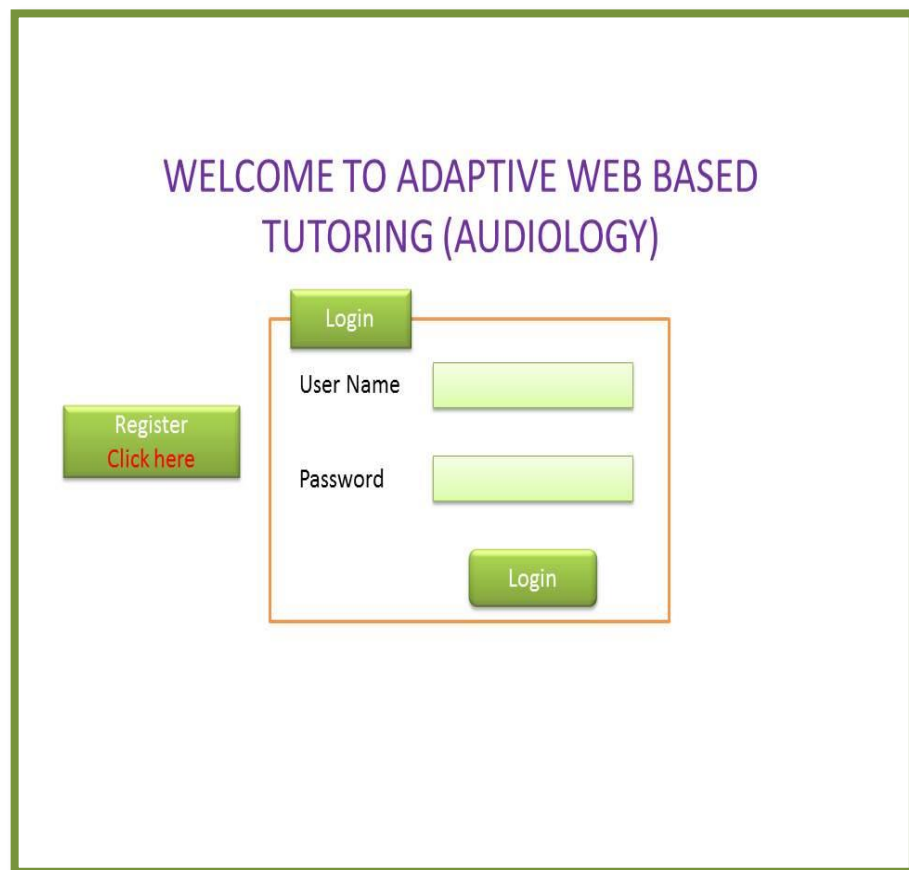 WELCOME TO ADAPTIVE WEB BASED
TUTORING (AUDIOLOGY)
Login
User Name
Register
Click here
Password
Login